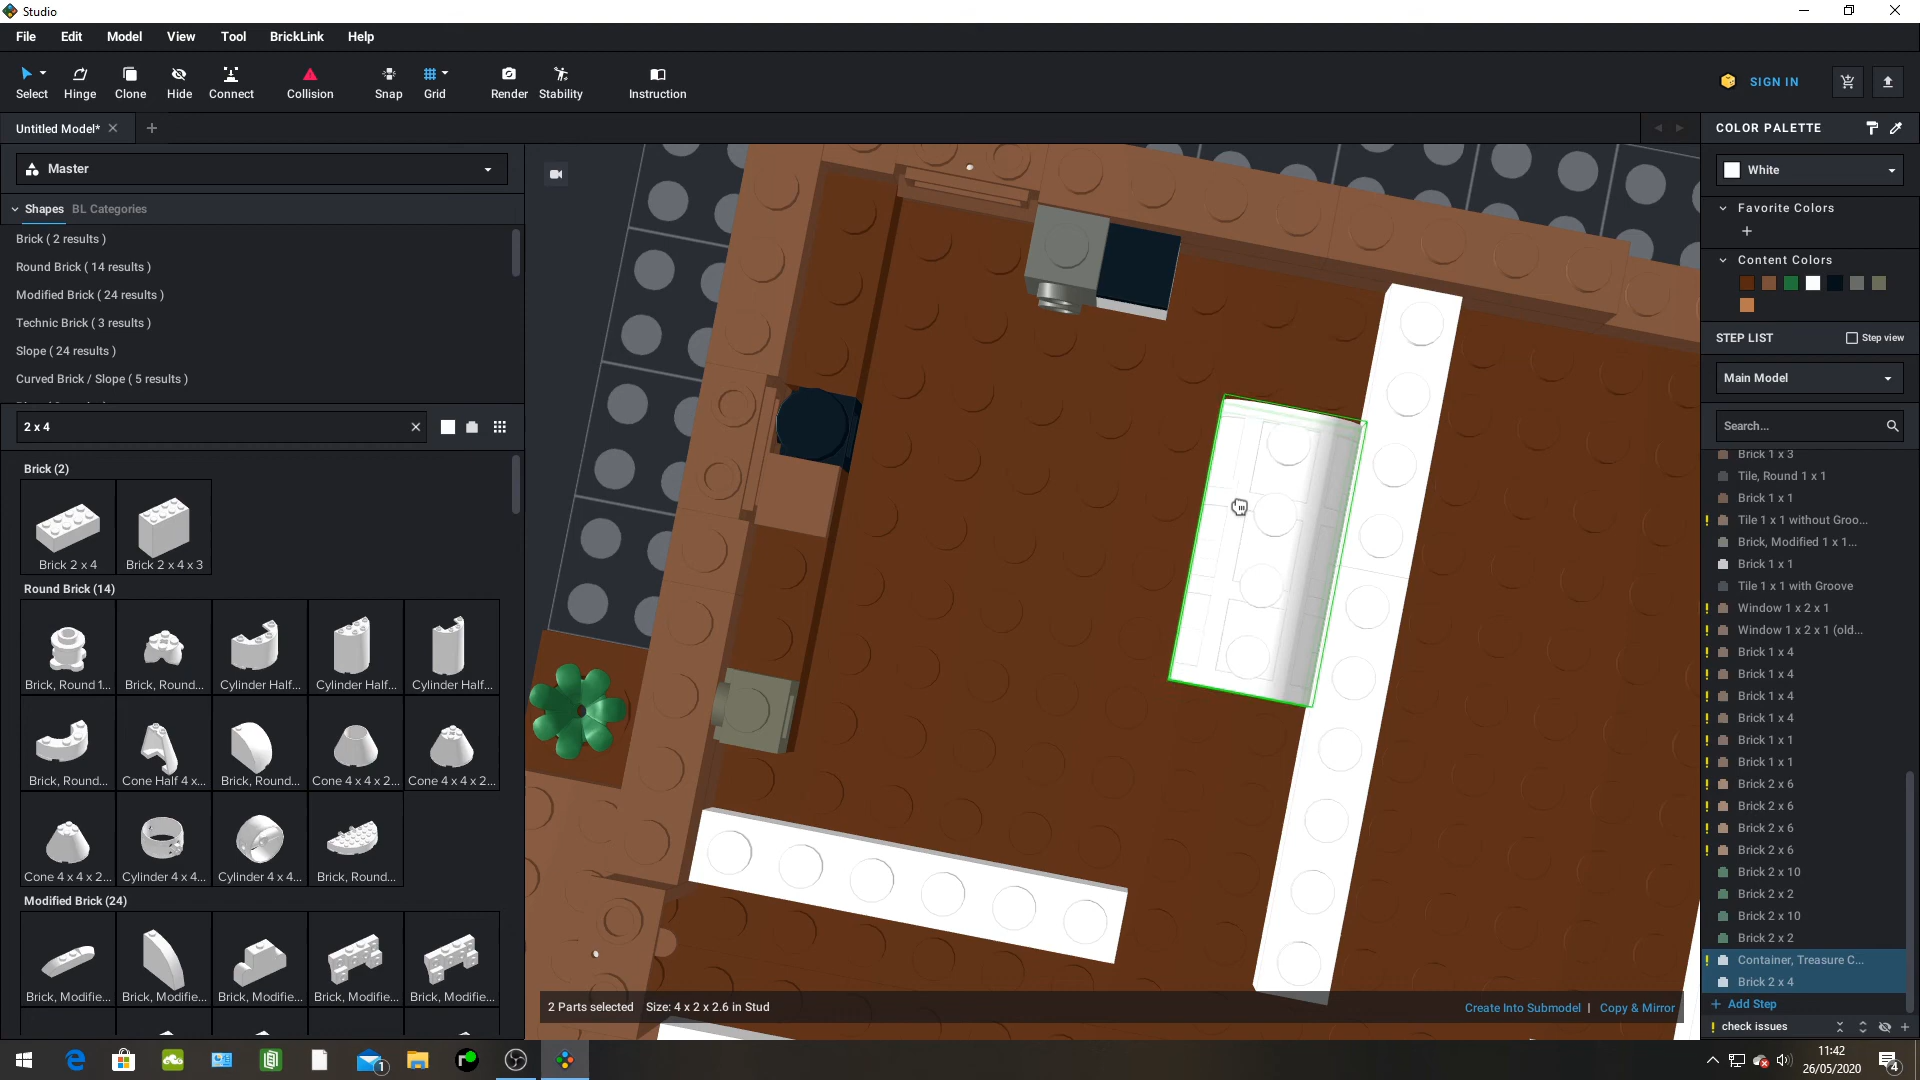 Studio
File Edit Model View Tool BrickLink Help
Select Hinge Clone Hide Connect Collision Snap Grid Render Stability Instruction
SIGN IN
Untitled Model*
COLOR PALETTE
Master
White
Shapes BL Categories
Favorite Colors
Brick ( 2 results )
Round Brick ( 14 results )
Content Colors
Modified Brick ( 24 results )
Technic Brick ( 3 results )
Slope ( 24 results )
STEP LIST Step view
Curved Brick / Slope ( 5 results )
Main Model
2 x 4
Search...
Brick (2)
Brick 2 x 4 Brick 2 x 4 x 3
Round Brick (14)
Brick, Round 1... Brick, Round... Cylinder Half... Cylinder Half... Cylinder Half...
Brick, Round... Cone Half 4 x... Brick, Round... Cone 4 x 4 x 2... Cone 4 x 4 x 2...
Cone 4 x 4 x 2... Cylinder 4 x 4... Cylinder 4 x 4... Brick, Round...
Modified Brick (24)
Brick, Modifie... Brick, Modifie... Brick, Modifie... Brick, Modifie... Brick, Modifie...
Brick 1 x 3
Tile, Round 1 x 1
Brick 1 x 1
! Tile 1 x 1 without Groo...
Brick, Modified 1 x 1...
Brick 1 x 1
Tile 1 x 1 with Groove
! Window 1 x 2 x 1
! Window 1 x 2 x 1 (old...
! Brick 1 x 4
! Brick 1 x 4
! Brick 1 x 4
! Brick 1 x 4
! Brick 1 x 1
! Brick 1 x 1
! Brick 2 x 6
! Brick 2 x 6
! Brick 2 x 6
! Brick 2 x 6
Brick 2 x 10
Brick 2 x 2
Brick 2 x 10
Brick 2 x 2
! Container, Treasure C...
Brick 2 x 4
+ Add Step
! check issues
2 Parts selected Size: 4 x 2 x 2.6 in Stud
Create Into Submodel | Copy & Mirror
1
11:42
26/05/2020
4